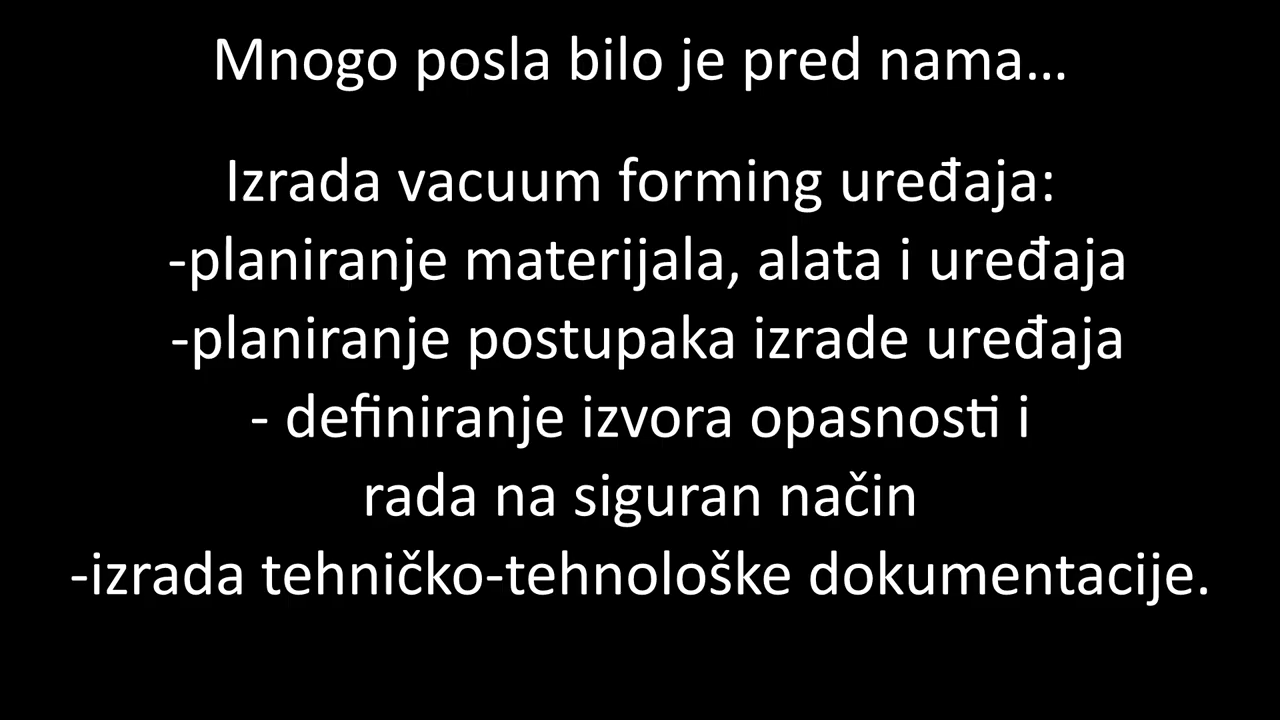 Mnogo posla bilo je pred nama...
Izrada vacuum forming uređaja:
-planiranje materijala, alata i uređaja
-planiranje postupaka izrade uređaja
- definiranje izvora opasnosti i
rada na siguran način
-izrada tehničko-tehnološke dokumentacije.